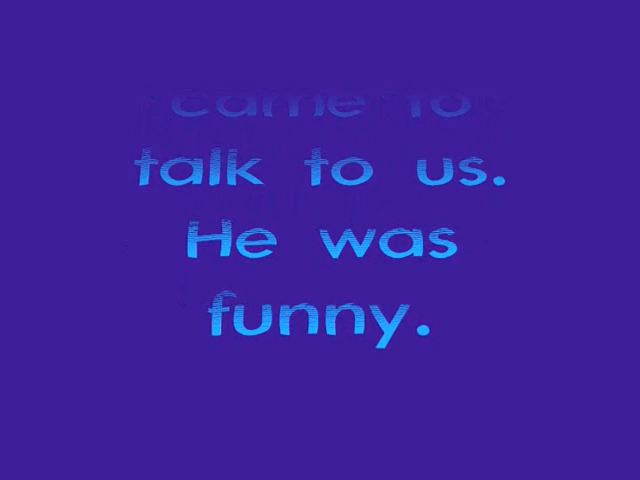 came to
talk to us.
He was
funny.